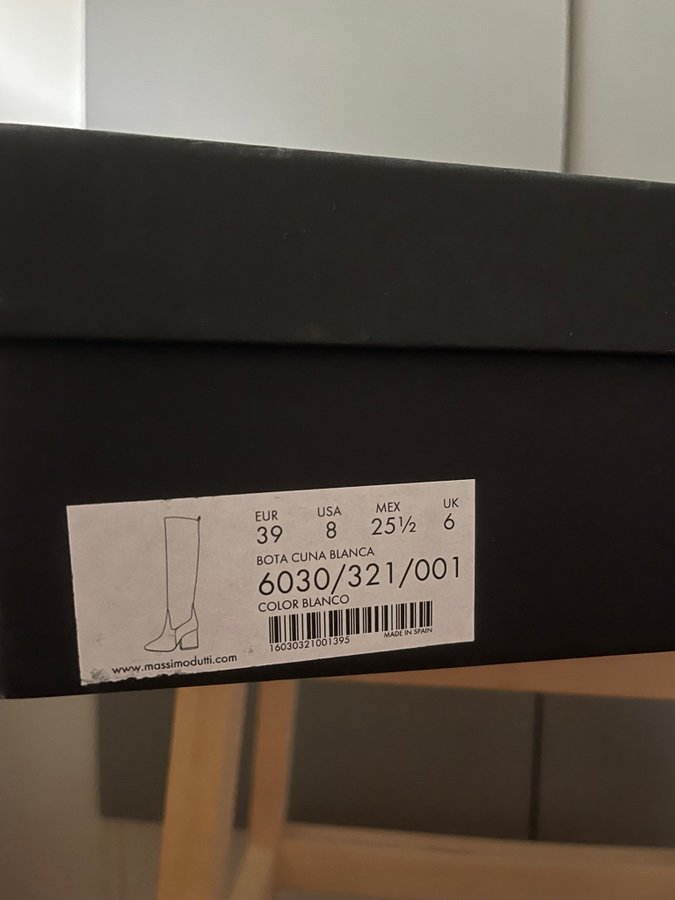 EUR USA MEX UK
39 8 25½ 6
BOTA CUNA BLANCA
6030/321/001
COLOR BLANCO
16030321001395
MADE IN SPAIN
www.massimodutti.com